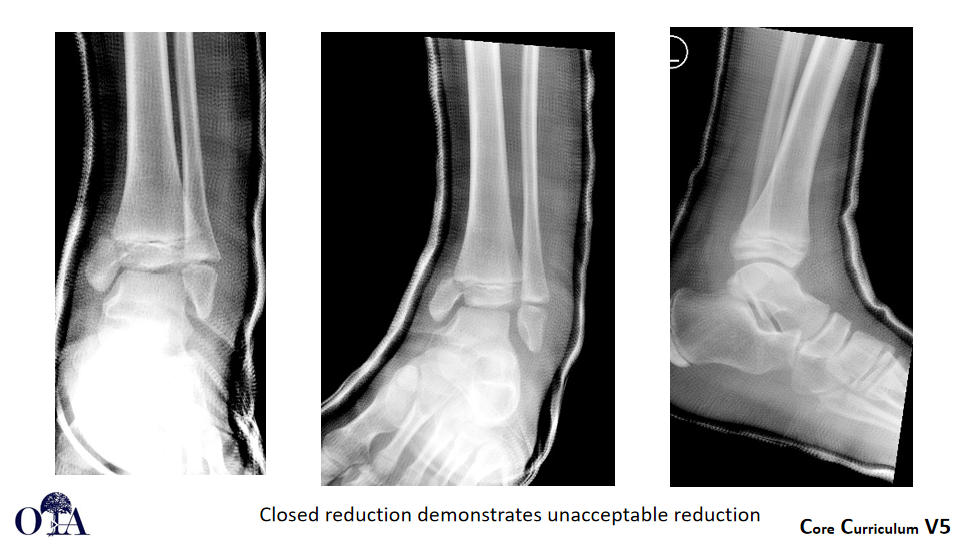 Closed reduction demonstrates unacceptable reduction
OTA
Core Curriculum V5